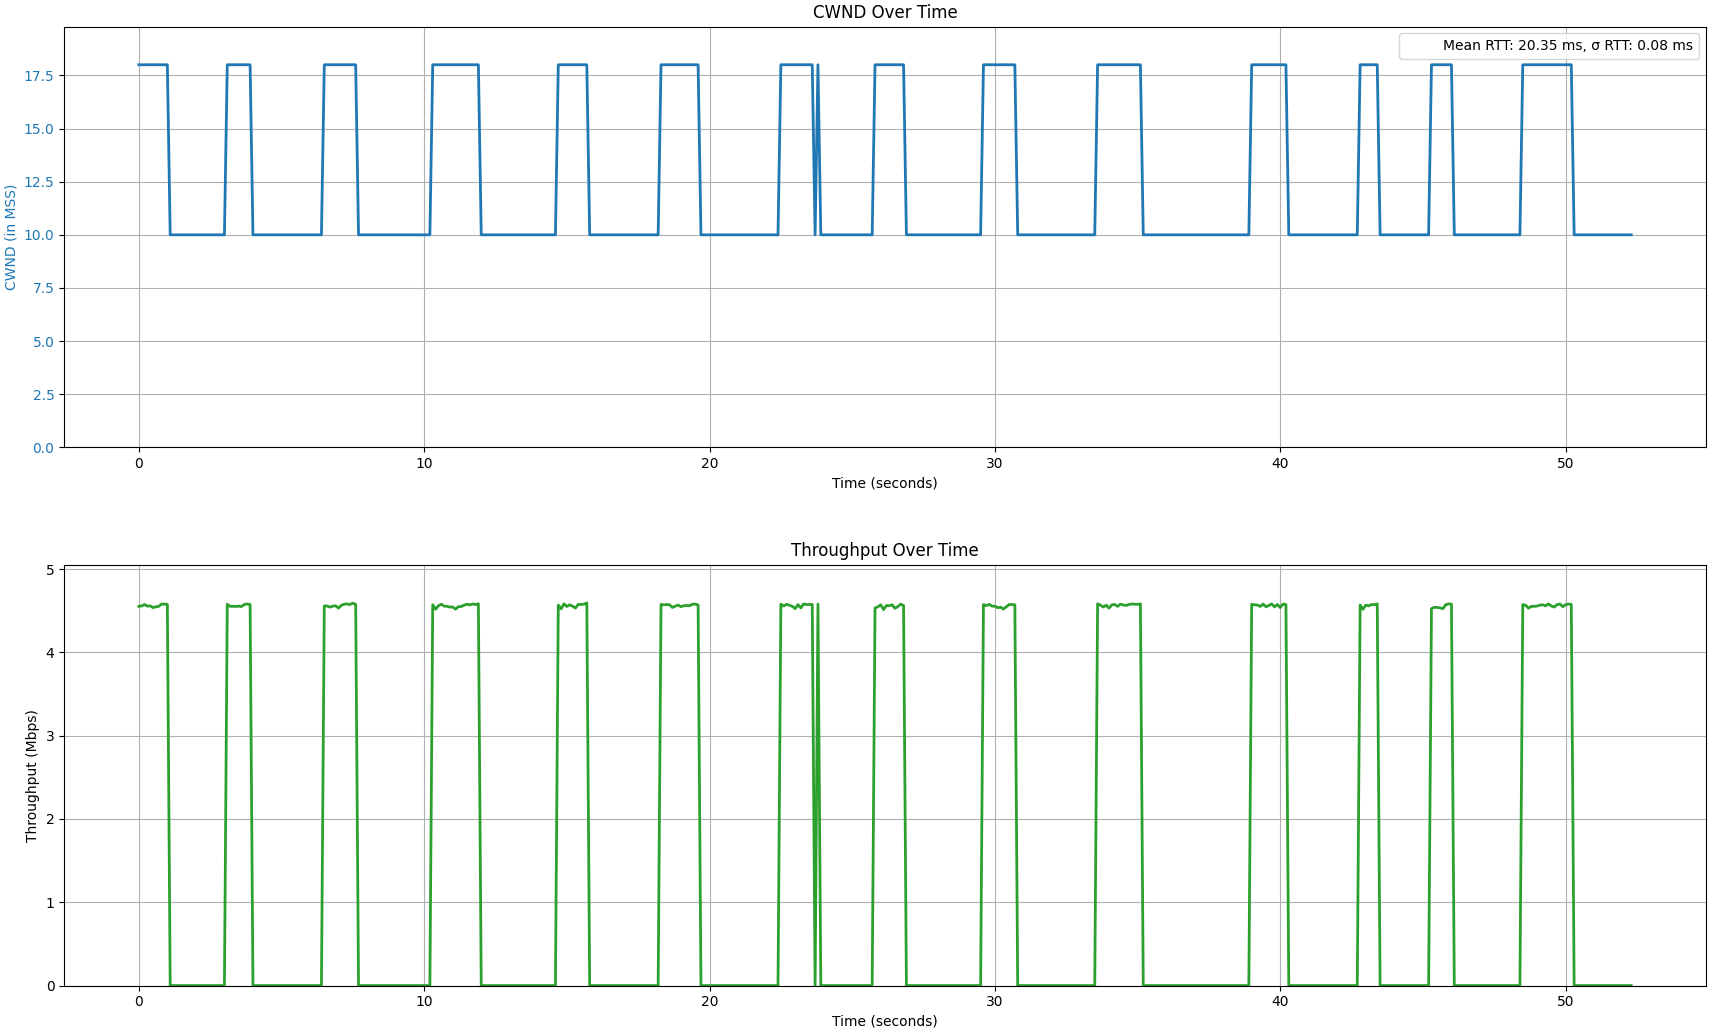 CWND Over Time
Mean RTT: 20.35 ms, σ RTT: 0.08 ms
CWND (in MSS)
17.5
15.0
12.5
10.0
7.5
5.0
2.5
0.0
0 10 20 30 40 50
Time (seconds)
Throughput Over Time
Throughput (Mbps)
5
4
3
2
1
0
0 10 20 30 40 50
Time (seconds)